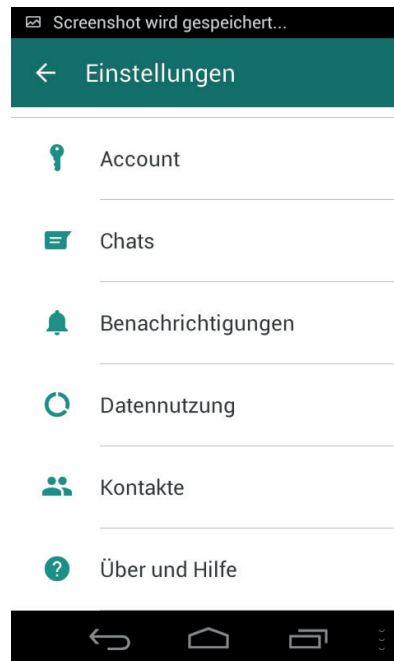 Screenshot wird gespeichert...
Einstellungen
Account
Chats
Benachrichtigungen
Datennutzung
Kontakte
Über und Hilfe